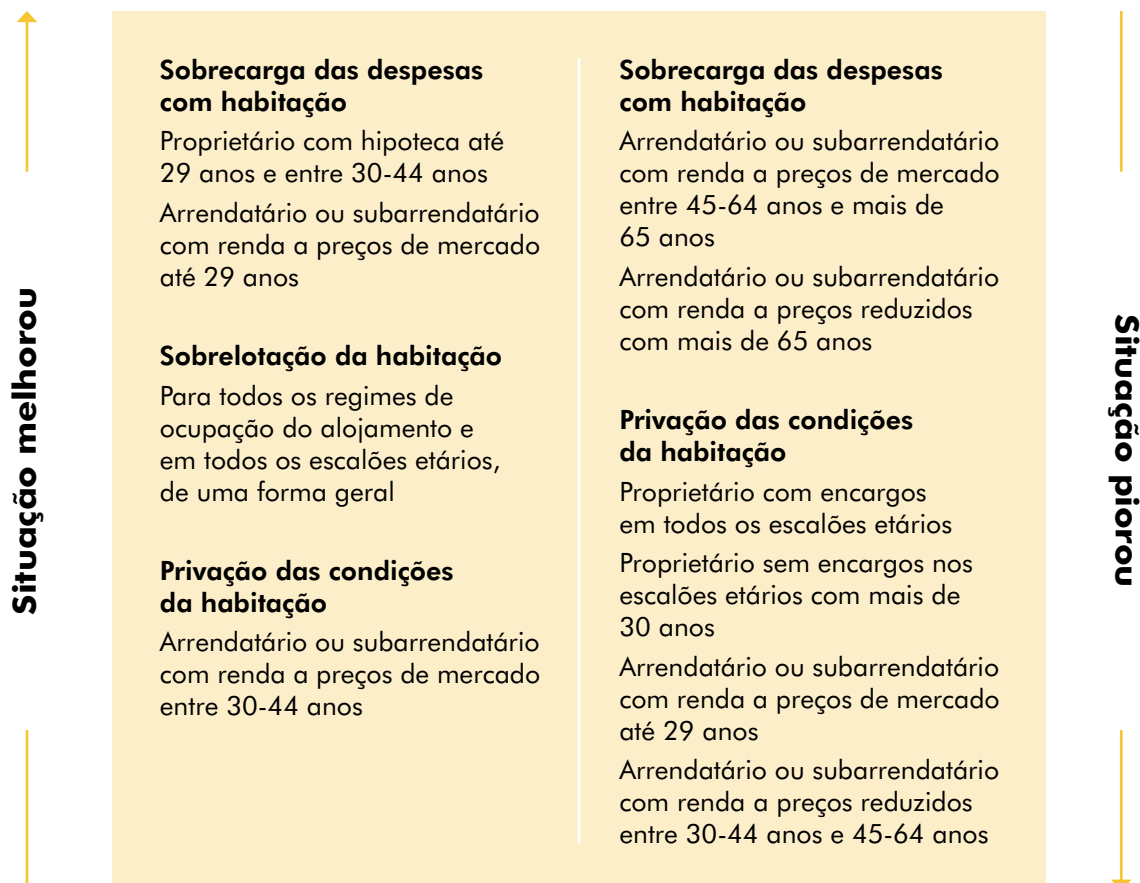 Situação melhorou
Sobrecarga das despesas
com habitação
Proprietário com hipoteca até
29 anos e entre 30-44 anos
Arrendatário ou subarrendatário
com renda a preços de mercado
até 29 anos
Sobrelotação da habitação
Para todos os regimes de
ocupação do alojamento e
em todos os escalões etários,
de uma forma geral
Privação das condições
da habitação
Arrendatário ou subarrendatário
com renda a preços de mercado
entre 30-44 anos
Sobrecarga das despesas
com habitação
Arrendatário ou subarrendatário
com renda a preços de mercado
entre 45-64 anos e mais de
65 anos
Arrendatário ou subarrendatário
com renda a preços reduzidos
com mais de 65 anos
Privação das condições
da habitação
Proprietário com encargos
em todos os escalões etários
Proprietário sem encargos nos
escalões etários com mais de
30 anos
Arrendatário ou subarrendatário
com renda a preços de mercado
até 29 anos
Arrendatário ou subarrendatário
com renda a preços reduzidos
entre 30-44 anos e 45-64 anos
Situação piorou